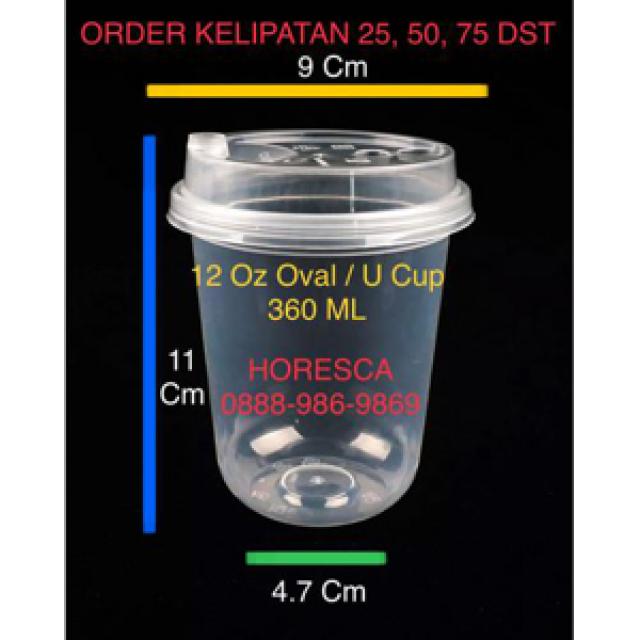 ORDER KELIPATAN 25, 50, 75 DST
9 Cm
12 Oz Oval / U Cup
360 ML
11
Cm
HORESCA
0888-986-9869
4.7 Cm